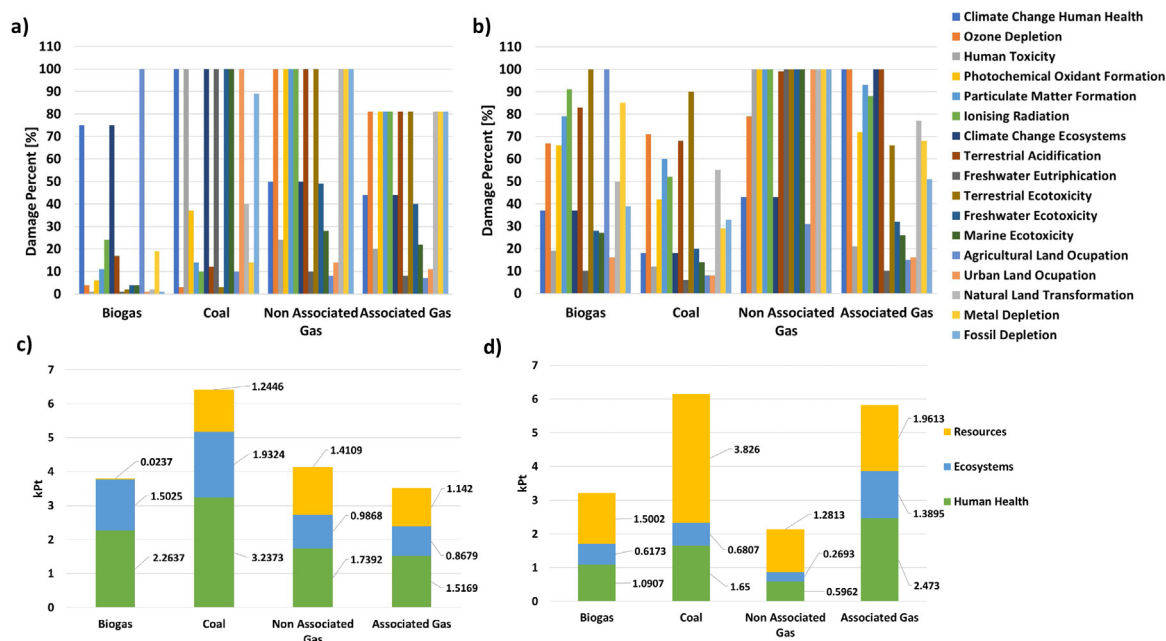 a)
Damage Percent [%]
110
100
90
80
70
60
50
40
30
20
10
0
Biogas
Coal
Non Associated
Gas
Associated Gas
b)
Damage Percent [%]
110
100
90
80
70
60
50
40
30
20
10
0
Biogas
Coal
Non Associated
Gas
Associated Gas
Climate Change Human Health
Ozone Depletion
Human Toxicity
Photochemical Oxidant Formation
Particulate Matter Formation
Ionising Radiation
Climate Change Ecosystems
Terrestrial Acidification
Freshwater Eutriphication
Terrestrial Ecotoxicity
Freshwater Ecotoxicity
Marine Ecotoxicity
Agricultural Land Ocupation
Urban Land Ocupation
Natural Land Transformation
Metal Depletion
Fossil Depletion
c)
kPt
7
6
5
4
3
2
1
0
0.0237
1.5025
2.2637
1.2446
1.9324
3.2373
1.4109
0.9868
1.7392
1.142
0.8679
1.5169
Biogas
Coal
Non Associated
Gas
Associated Gas
d)
kPt
7
6
5
4
3
2
1
0
1.5002
0.6173
1.0907
3.826
0.6807
1.65
1.2813
0.2693
0.5962
1.9613
1.3895
2.473
Biogas
Coal
Non Associated
Gas
Associated Gas
Resources
Ecosystems
Human Health